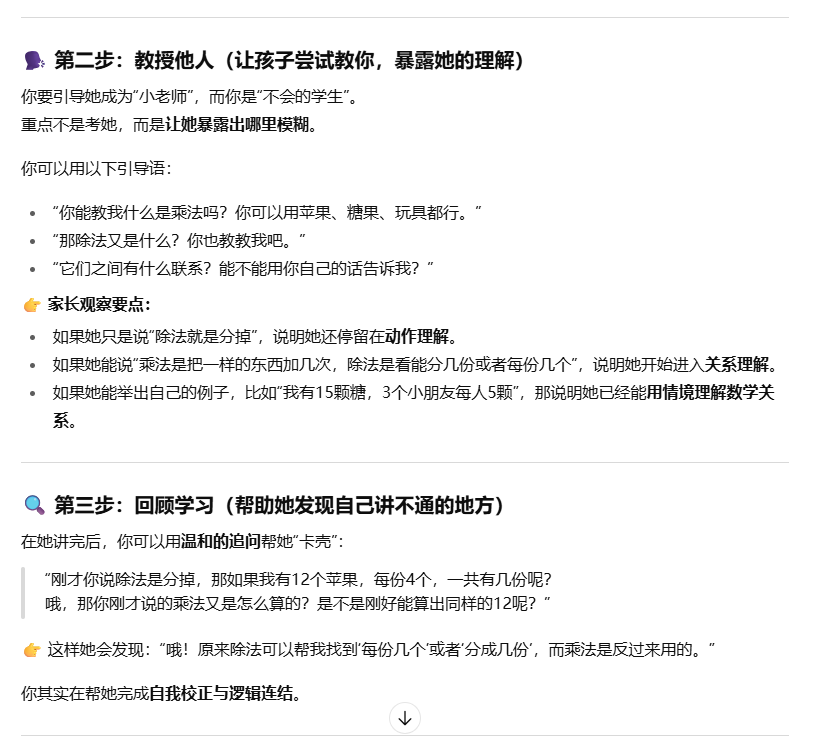 第二步：教授他人（让孩子尝试教你，暴露她的理解）
你要引导她成为“小老师”，而你是“不会的学生”。
重点不是考她，而是让她暴露出哪里模糊。
你可以用以下引导语：
“你能教我什么是乘法吗？你可以用苹果、糖果、玩具都行。”
“那除法又是什么？你也教教我吧。”
“它们之间有什么联系？能不能用你自己的话告诉我？”
家长观察要点：
如果她只是说“除法就是分掉”，说明她还停留在动作理解。
如果她能说“乘法是把一样的东西加几次，除法是看能分几份或者每份几个”，说明她开始进入关系理解。
如果她能举出自己的例子，比如“我有15颗糖，3个小朋友每人5颗”，那说明她已经能用情境理解数学关
系。
第三步：回顾学习（帮助她发现自己讲不通的地方）
在她讲完后，你可以用温和的追问帮她“卡壳”：
“刚才你说除法是分掉，那如果我有12个苹果，每份4个，一共有几份呢？
哦，那你刚才说的乘法又是怎么算的？是不是刚好能算出同样的12呢？”
这样她会发现：“哦！原来除法可以帮我找到‘每份几个’或者‘分成几份’，而乘法是反过来用的。”
你其实在帮她完成自我校正与逻辑连结。